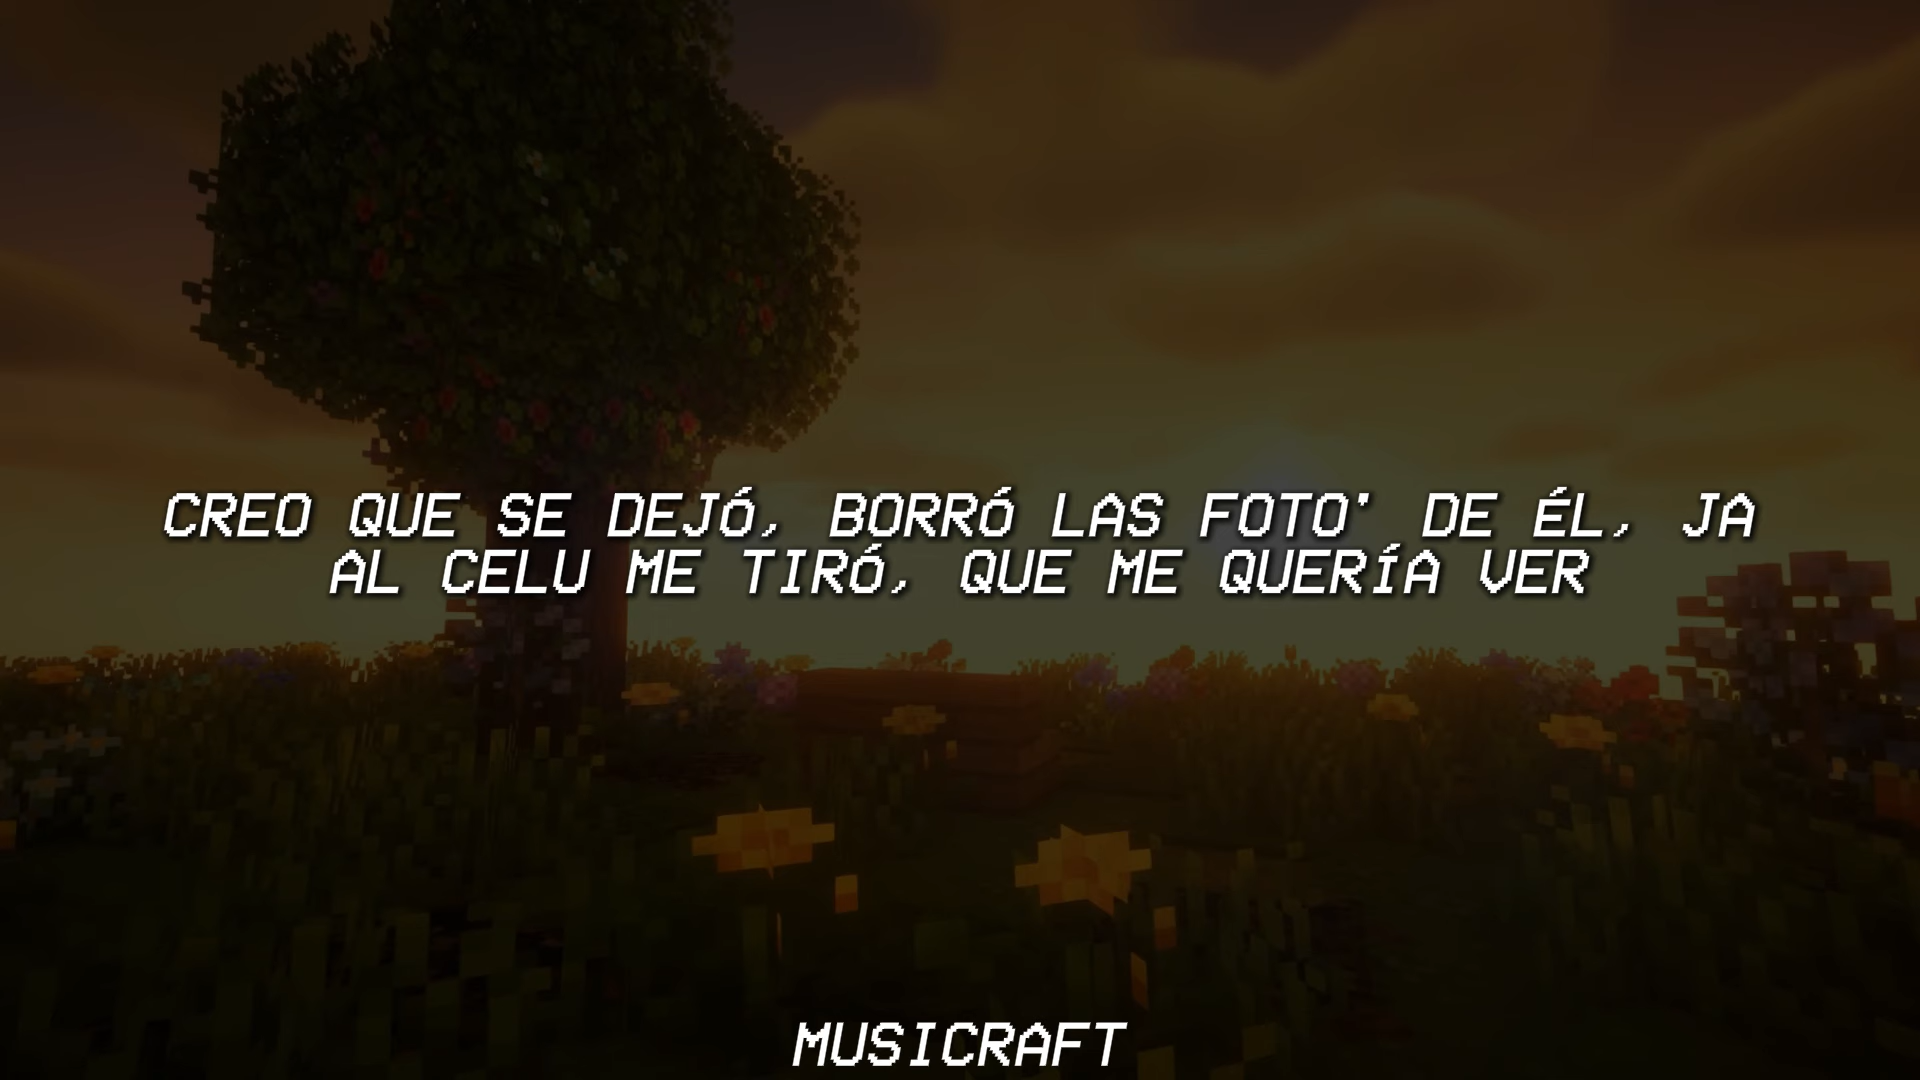 CREO QUE SE DEJÓ, BORRÓ LAS FOTO' DE ÉL, JA
AL CELU ME TIRÓ, QUE ME QUERÍA VER
MUSICRAFT